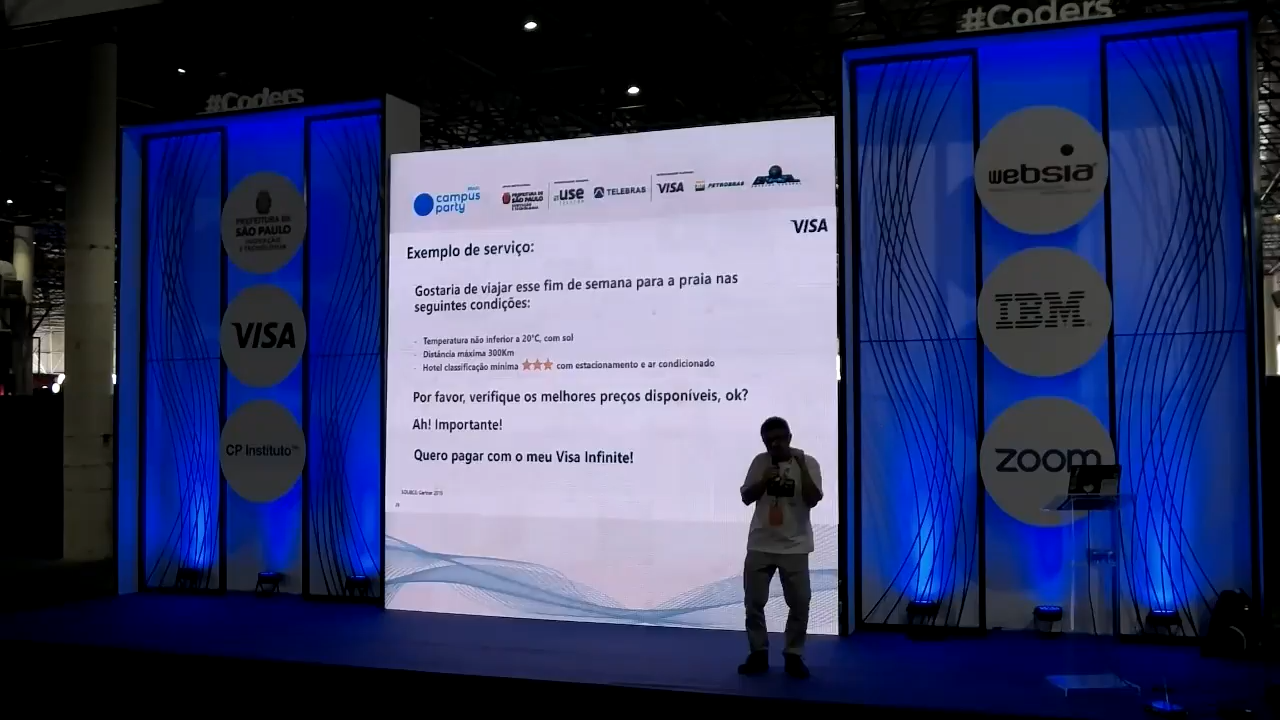 #Coders
#Coders
PREFEITURA DE
SÃO PAULO
INOVAÇÃO
E TECNOLOGIA
VISA
CP Instituto™
campus
party
PREFEITURA DE
SÃO PAULO
use
TELEBRAS
VISA
PETROBRAS
VISA
Exemplo de serviço:
Gostaria de viajar esse fim de semana para a praia nas
seguintes condições:
- Temperatura não inferior a 20°C, com sol
- Distância máxima 300Km
- Hotel classificação mínima ★★★ com estacionamento e ar condicionado
Por favor, verifique os melhores preços disponíveis, ok?
Ah! Importante!
Quero pagar com o meu Visa Infinite!
websia
IBM
zoom